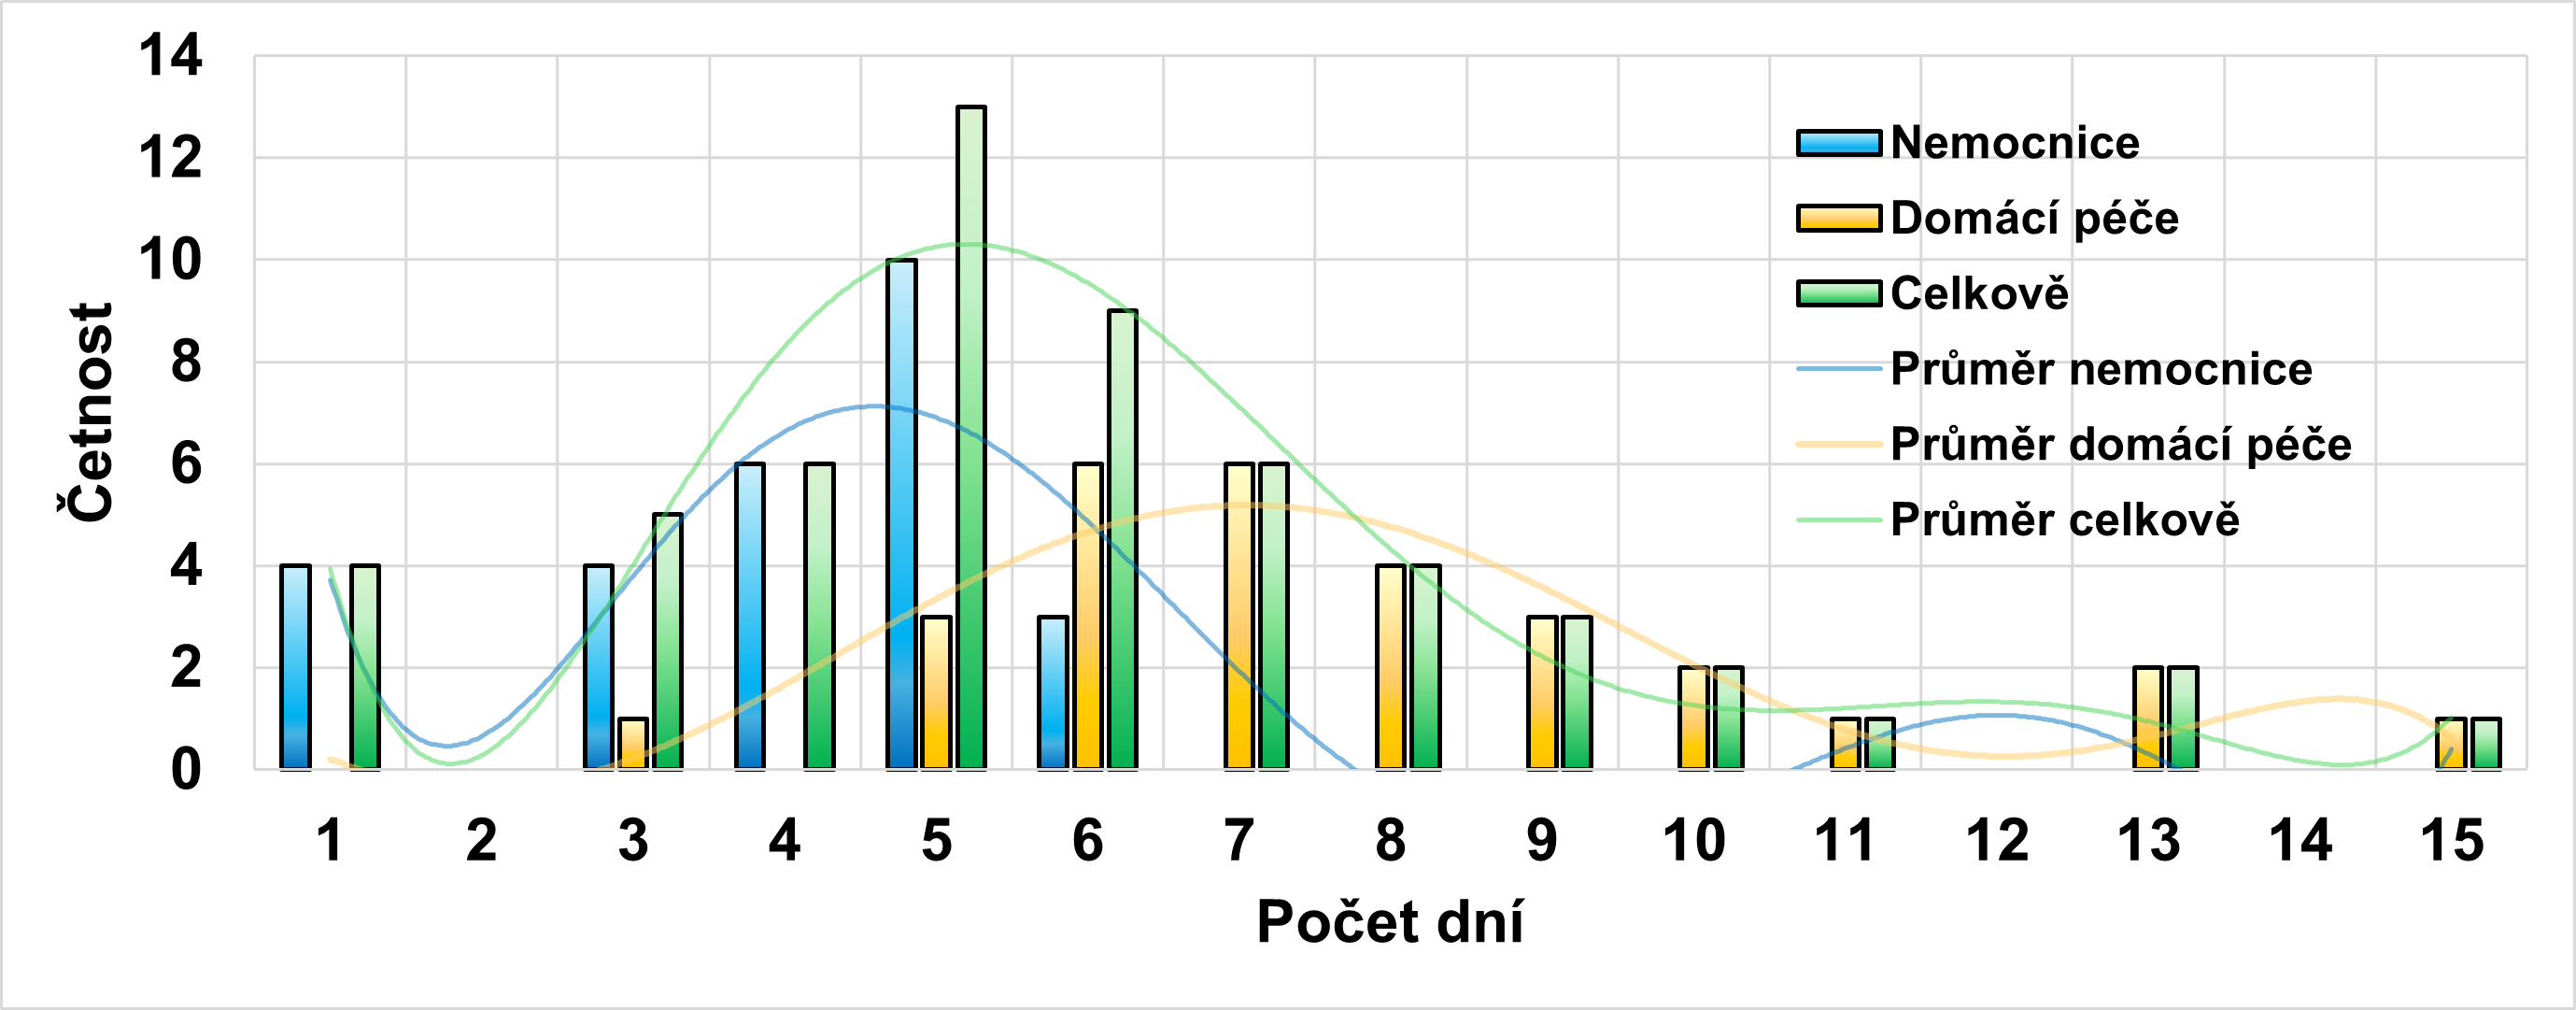 14
12
10
8
6
4
2
0
Četnost
1 2 3 4 5 6 7 8 9 10 11 12 13 14 15
Počet dní
Nemocnice
Domácí péče
Celkově
Průměr nemocnice
Průměr domácí péče
Průměr celkově